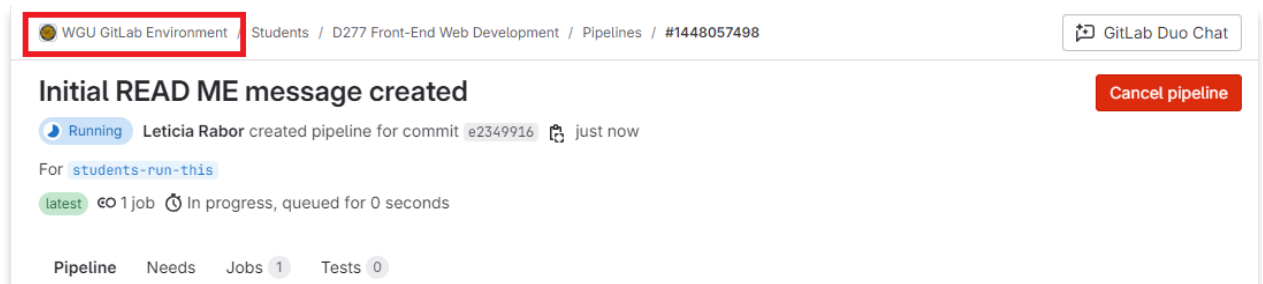 WGU GitLab Environment / Students / D277 Front-End Web Development / Pipelines / #1448057498
GitLab Duo Chat
Initial READ ME message created
Cancel pipeline
Running Leticia Rabor created pipeline for commit e2349916 just now
For students-run-this
latest 1 job In progress, queued for 0 seconds
Pipeline Needs Jobs 1 Tests 0